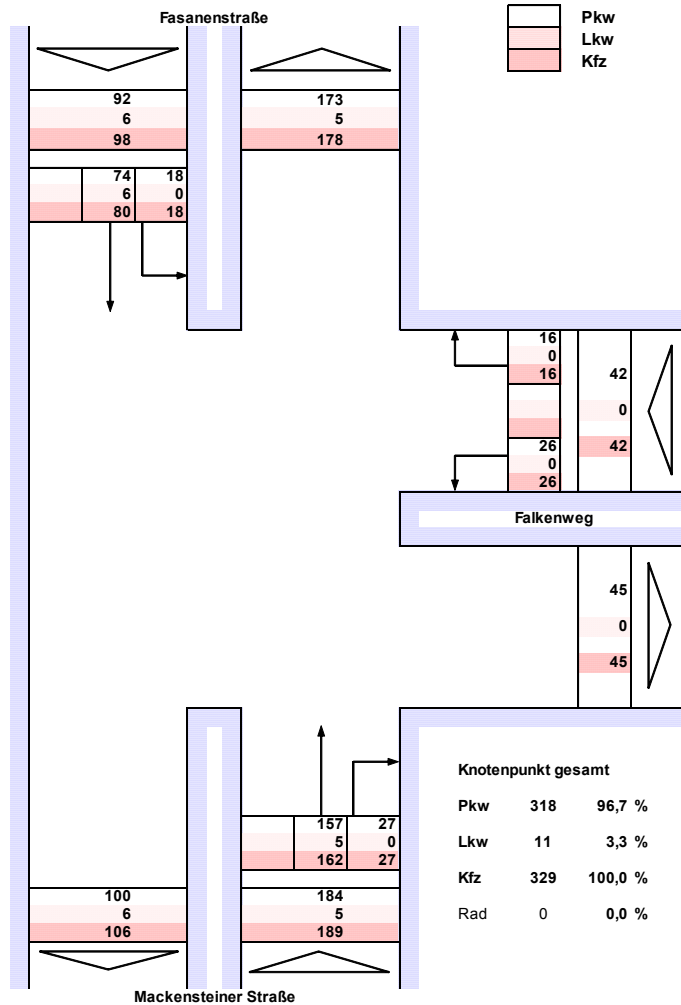 Fasanenstraße
Pkw
Lkw
Kfz
92 173
6 5
98 178
74 18
6 0
80 18
16
0
16
42
0
42
26
0
26
Falkenweg
45
0
45
Knotenpunkt gesamt
Pkw 318 96,7 %
Lkw 11 3,3 %
Kfz 329 100,0 %
Rad 0 0,0 %
157 27
5 0
162 27
100 184
6 5
106 189
Mackensteiner Straße